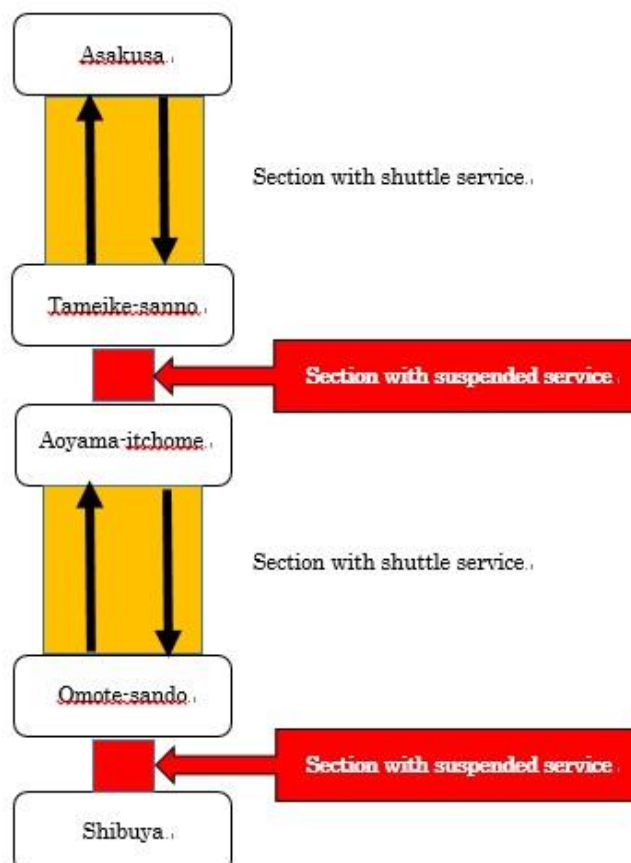 Asakusa
Section with shuttle service.
Tameike-sanno
Section with suspended service
Aoyama-itchome
Section with shuttle service.
Omote-sando
Section with suspended service
Shibuya